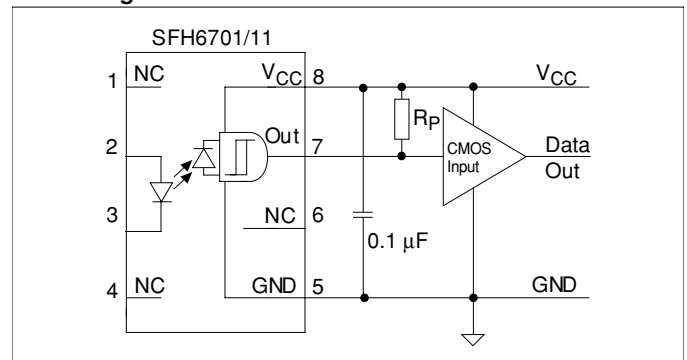 SFH6701/11
1 NC
VCC 8
VCC
2
Out 7
RP
CMOS
Input
Data
Out
3
NC 6
0.1 µF
4 NC
GND 5
GND